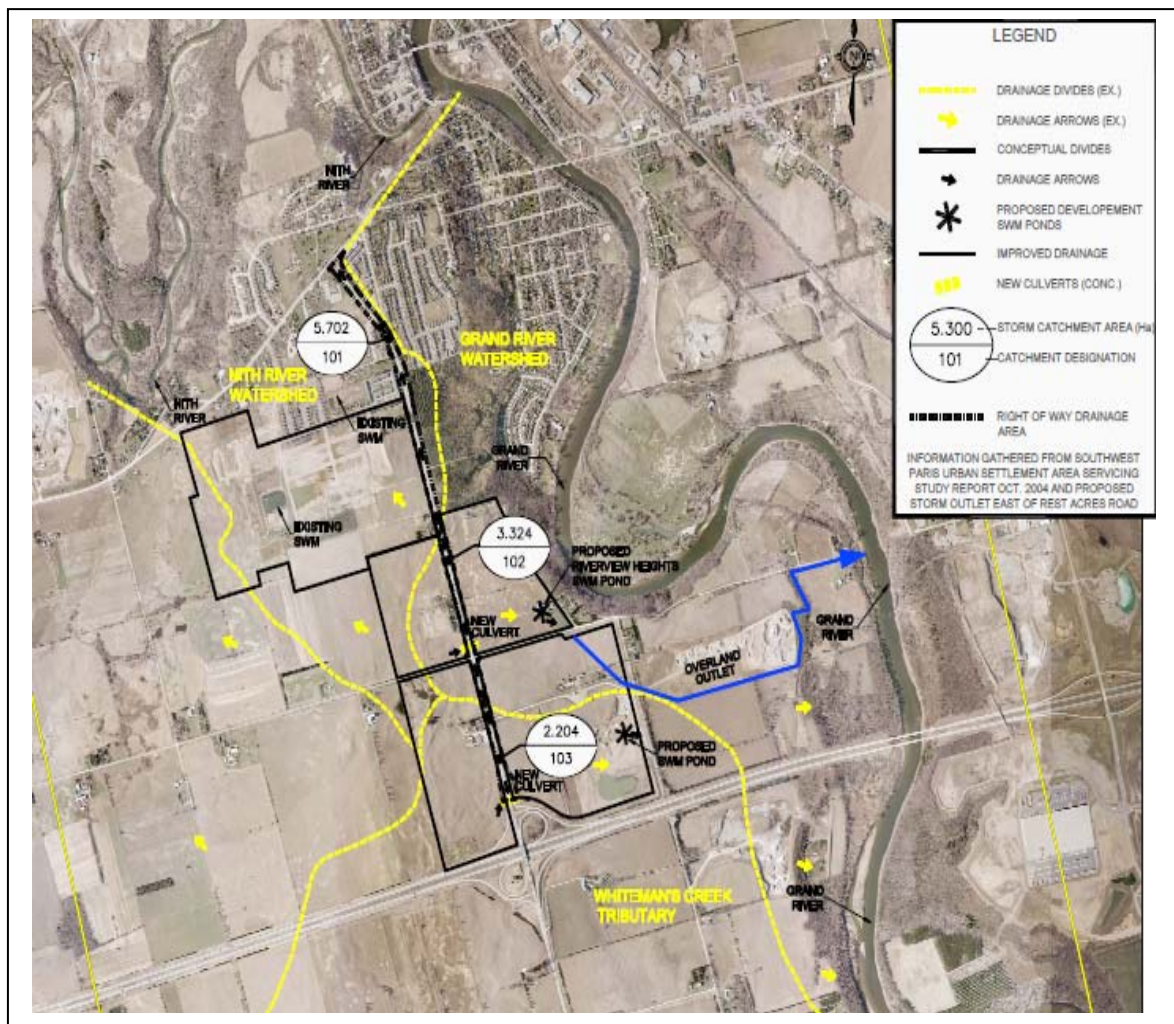 LEGEND
DRAINAGE DIVIDES (EX.)
DRAINAGE ARROWS (EX.)
CONCEPTUAL DIVIDES
DRAINAGE ARROWS
PROPOSED DEVELOPEMENT
SWM PONDS
IMPROVED DRAINAGE
NEW CULVERTS (CONC.)
5.300
STORM CATCHMENT AREA (Ha)
101
CATCHMENT DESIGNATION
RIGHT OF WAY DRAINAGE
AREA
INFORMATION GATHERED FROM SOUTHWEST
PARIS URBAN SETTLEMENT AREA SERVICING
STUDY REPORT OCT. 2004 AND PROPOSED
STORM OUTLET EAST OF REST ACRES ROAD
N
NITH
RIVER
5.702
101
GRAND RIVER
WATERSHED
NITH RIVER
WATERSHED
NITH
RIVER
EXISTING
SWM
GRAND
RIVER
EXISTING
SWM
3.324
102
PROPOSED
RIVERVIEW HEIGHTS
SWM POND
NEW
CULVERT
GRAND
RIVER
OVERLAND
OUTLET
2.204
103
PROPOSED
SWM POND
NEW
CULVERT
WHITEMAN'S CREEK
TRIBUTARY
GRAND
RIVER